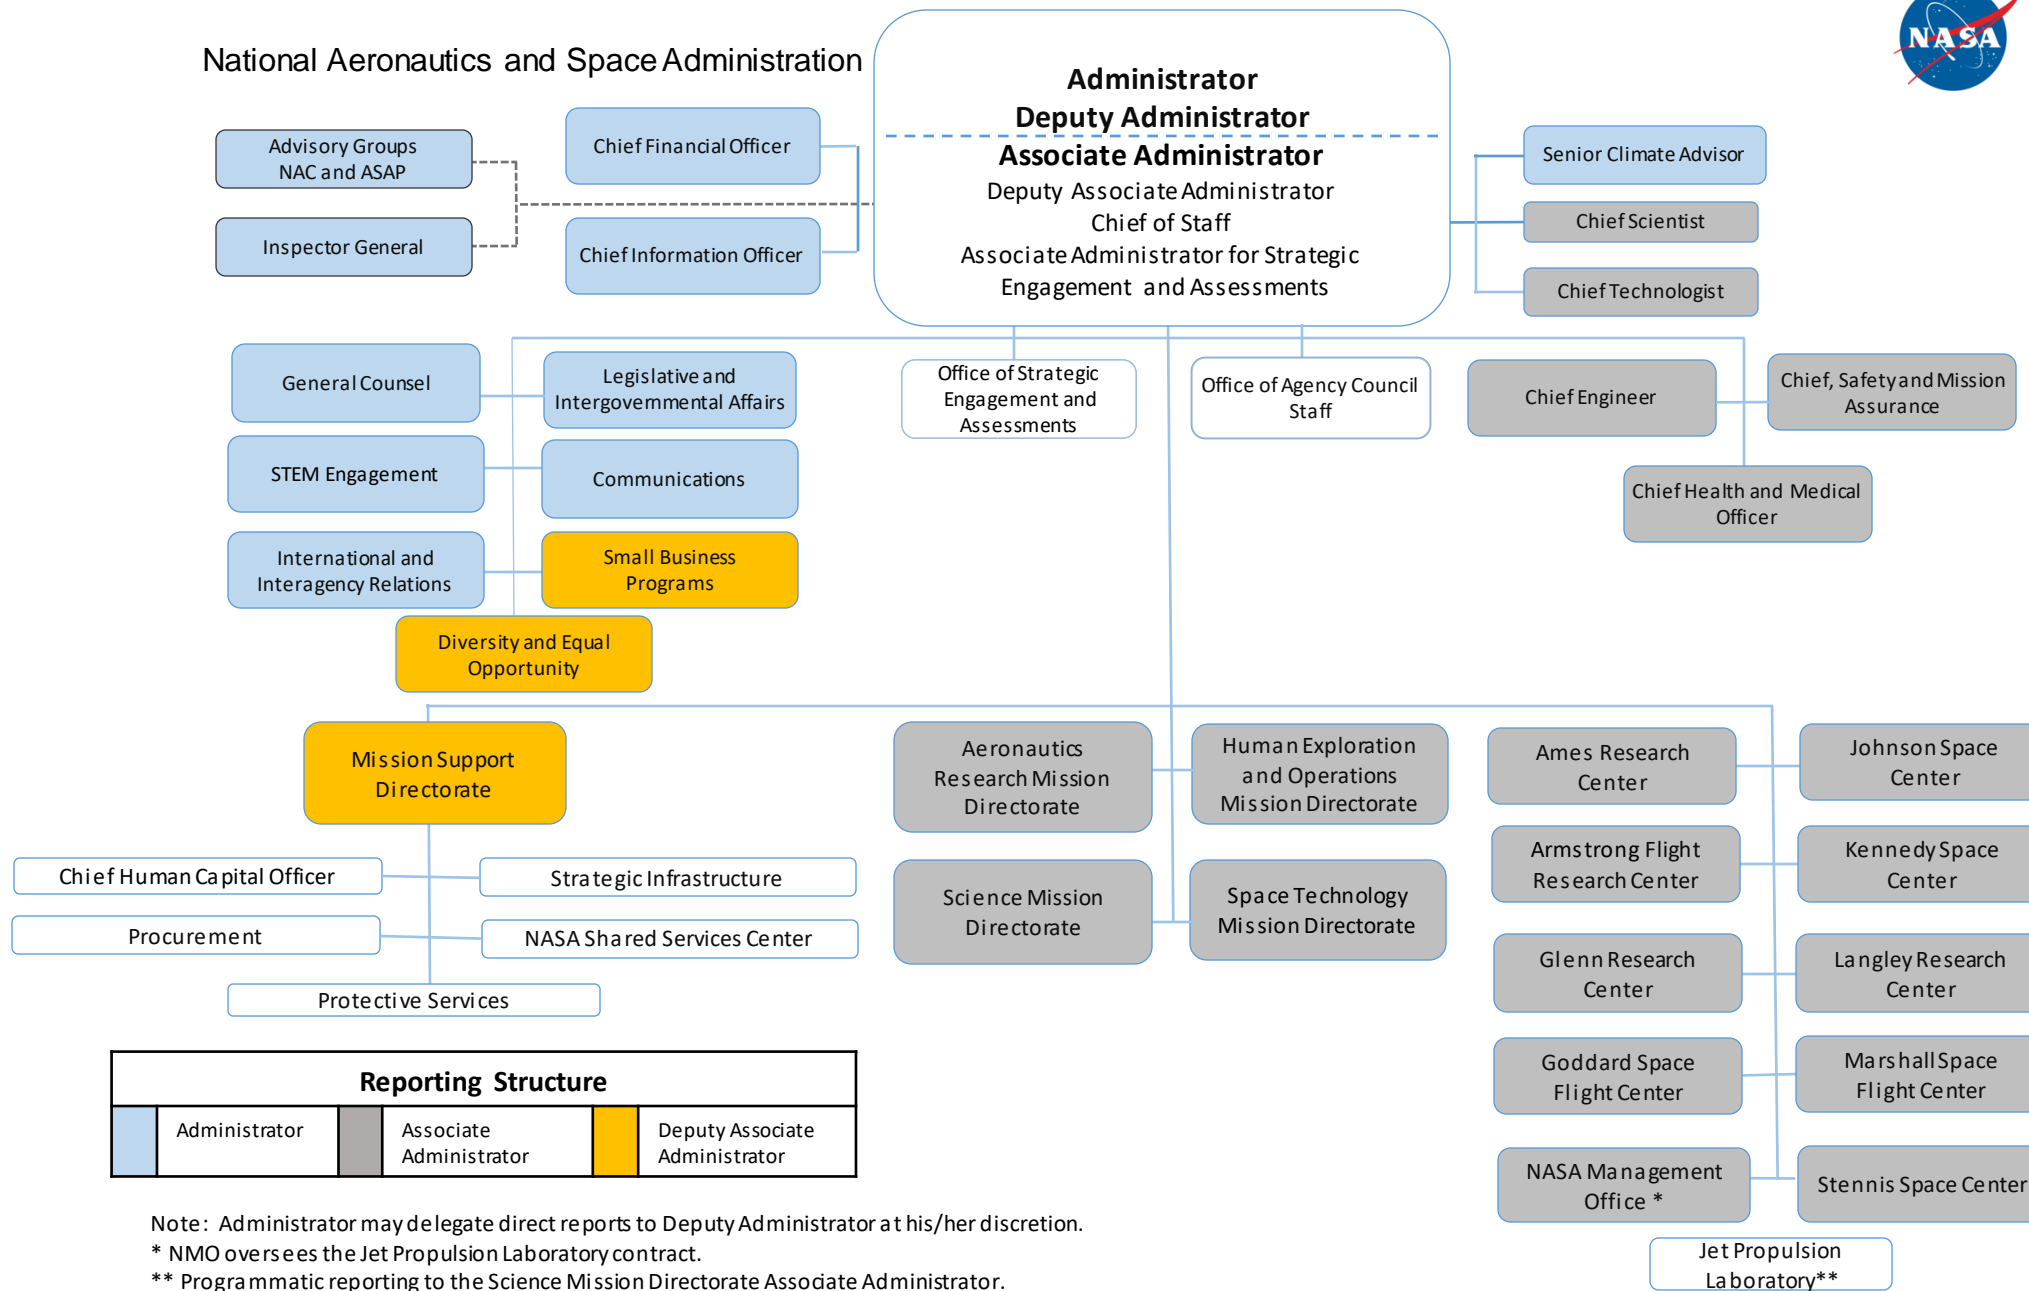 National Aeronautics and Space Administration
NASA
Administrator
Deputy Administrator
Associate Administrator
Deputy Associate Administrator
Chief of Staff
Associate Administrator for Strategic
Engagement and Assessments
Advisory Groups
NAC and ASAP
Inspector General
Chief Financial Officer
Chief Information Officer
Senior Climate Advisor
Chief Scientist
Chief Technologist
General Counsel
Legislative and
Intergovernmental Affairs
STEM Engagement
Communications
International and
Interagency Relations
Small Business
Programs
Diversity and Equal
Opportunity
Office of Strategic
Engagement and
Assessments
Office of Agency Council
Staff
Chief Engineer
Chief, Safety and Mission
Assurance
Chief Health and Medical
Officer
Mission Support
Directorate
Chief Human Capital Officer
Strategic Infrastructure
Procurement
NASA Shared Services Center
Protective Services
Aeronautics
Research Mission
Directorate
Human Exploration
and Operations
Mission Directorate
Science Mission
Directorate
Space Technology
Mission Directorate
Ames Research
Center
Johnson Space
Center
Armstrong Flight
Research Center
Kennedy Space
Center
Glenn Research
Center
Langley Research
Center
Goddard Space
Flight Center
Marshall Space
Flight Center
NASA Management
Office *
Stennis Space Center
Jet Propulsion
Laboratory**
Reporting Structure
Administrator
Associate
Administrator
Deputy Associate
Administrator
Note: Administrator may delegate direct reports to Deputy Administrator at his/her discretion.
* NMO oversees the Jet Propulsion Laboratory contract.
** Programmatic reporting to the Science Mission Directorate Associate Administrator.